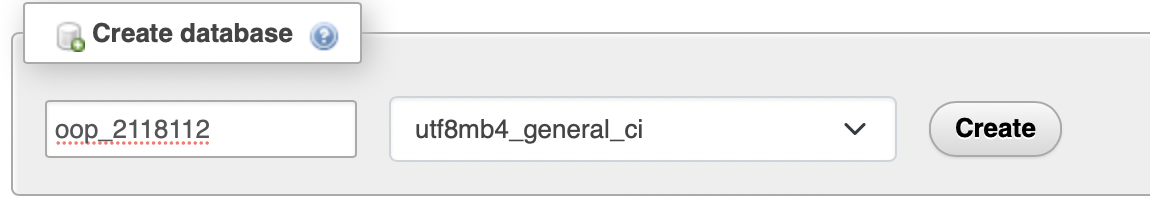 Create database
oop_2118112
utf8mb4_general_ci
Create